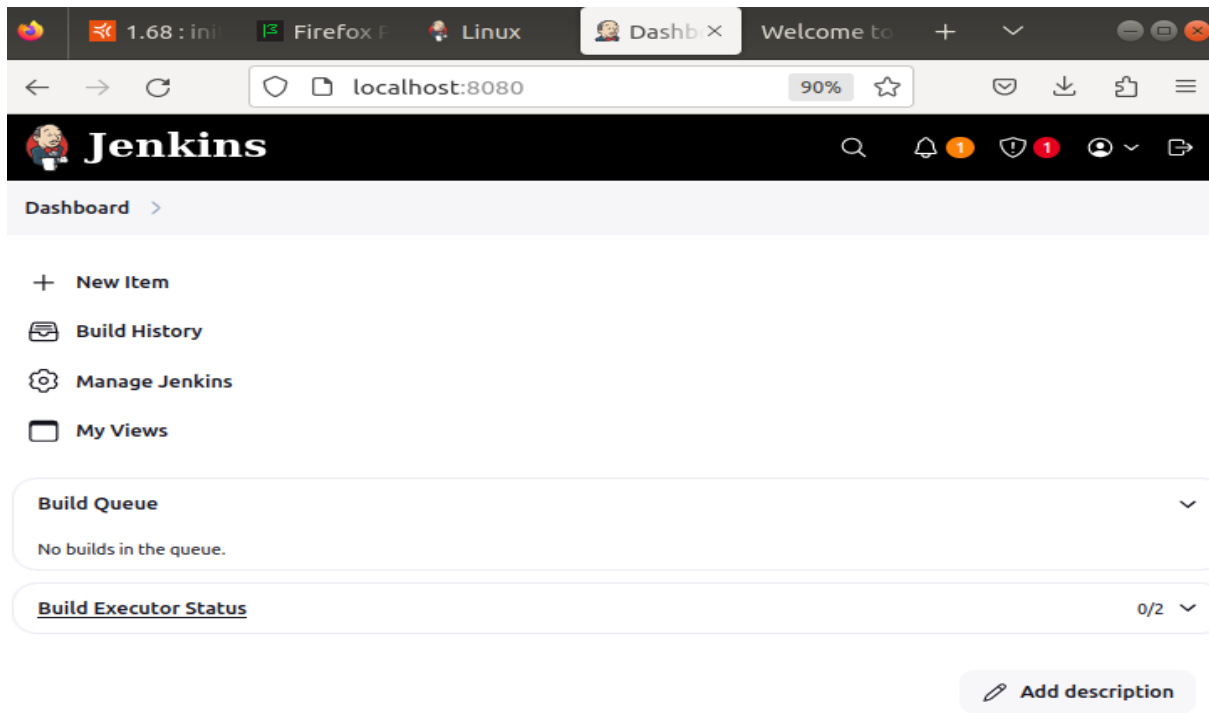 1.68 : ini Firefox Linux Dashb Welcome to
localhost:8080 90%
Jenkins 1 1
Dashboard
New Item
Build History
Manage Jenkins
My Views
Build Queue
No builds in the queue.
Build Executor Status 0/2
Add description